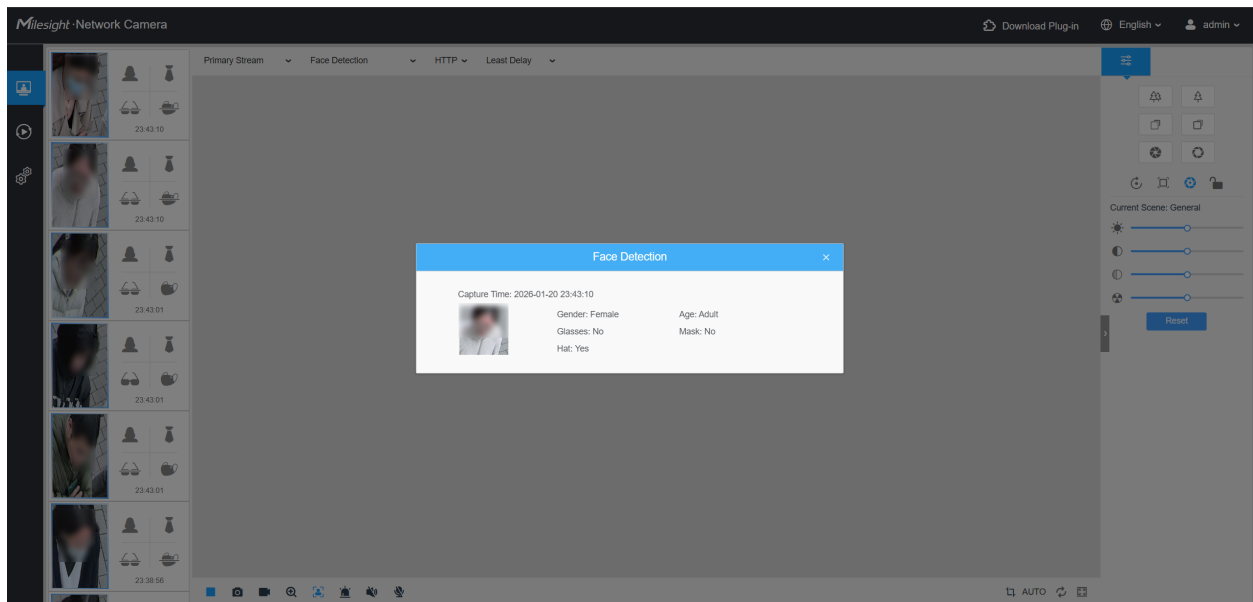 Milesight·Network Camera
Download Plug-in
English
admin
Primary Stream
Face Detection
HTTP
Least Delay
23:43:10
23:43:10
23:43:01
23:43:01
23:43:01
23:38:56
Face Detection
×
Capture Time: 2026-01-20 23:43:10
Gender: Female
Age: Adult
Glasses: No
Mask: No
Hat: Yes
Current Scene: General
Reset
AUTO